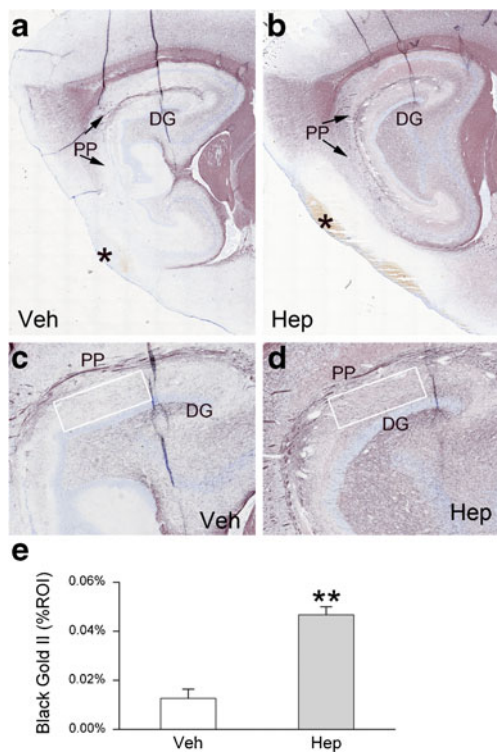 a
DG
PP
*
Veh
b
DG
PP
*
Hep
c
PP
DG
Veh
d
PP
DG
Hep
e
Black Gold II (%ROI)
0.06%
0.04%
0.02%
0.00%
**
Veh
Hep